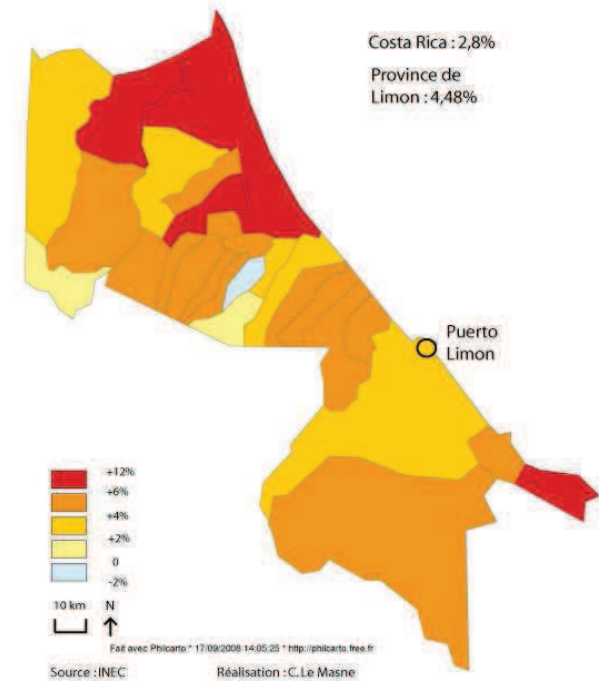 Costa Rica : 2,8%
Province de
Limon : 4,48%
Puerto
Limon
+12%
+6%
+4%
+2%
0
-2%
10 km
N
Fait avec Philcarto * 17/09/2008 14:05:25 * http://philcarto.free.fr
Source : INEC
Réalisation : C. Le Masne